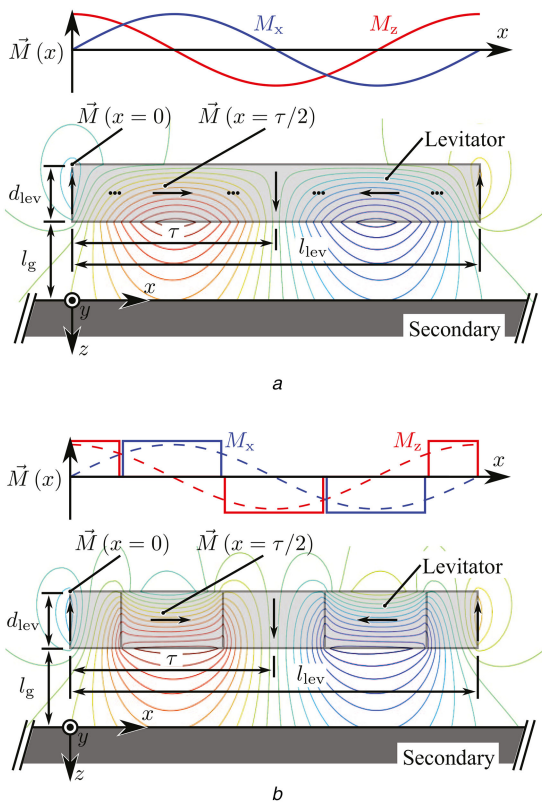 M⃗ (x)
Mx
Mz
x
M⃗ (x = 0)
M⃗ (x = τ/2)
Levitator
dlev
•••
•••
•••
•••
τ
lg
llev
x
y
z
Secondary
a
M⃗ (x)
Mx
Mz
x
M⃗ (x = 0)
M⃗ (x = τ/2)
Levitator
dlev
τ
lg
llev
x
y
z
Secondary
b